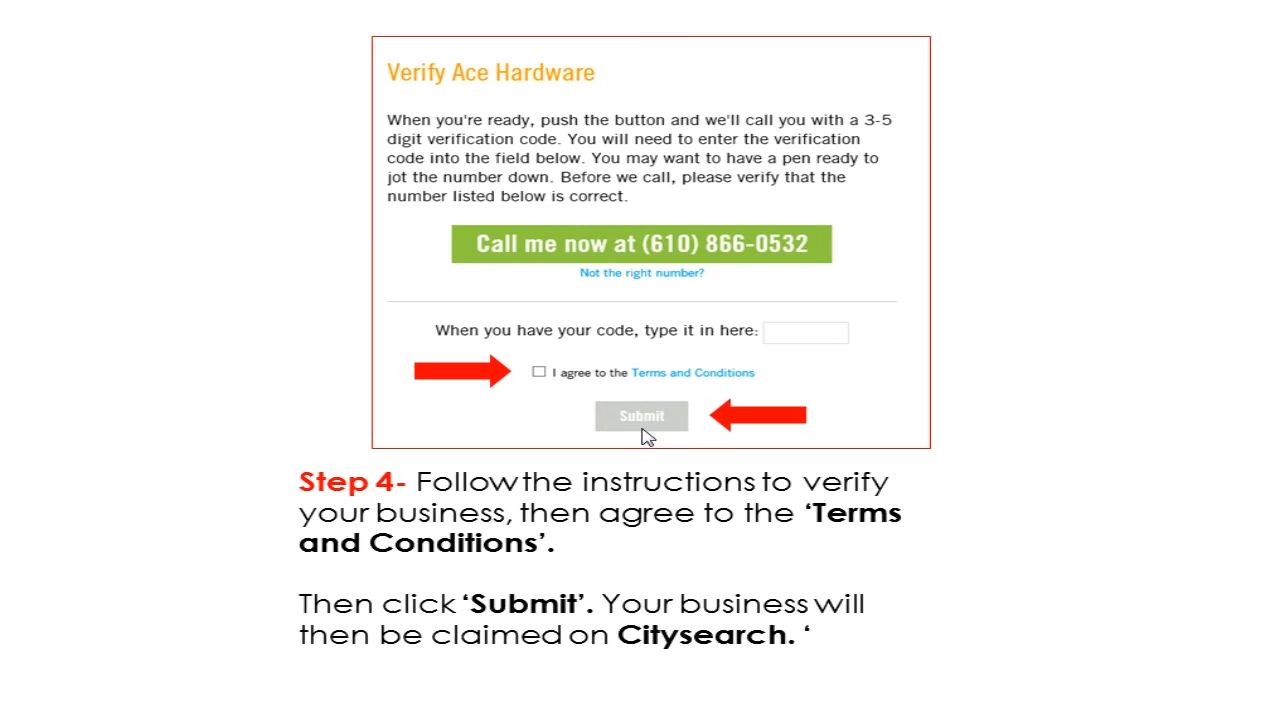 Verify Ace Hardware
When you're ready, push the button and we'll call you with a 3-5
digit verification code. You will need to enter the verification
code into the field below. You may want to have a pen ready to
jot the number down. Before we call, please verify that the
number listed below is correct.
Call me now at (610) 866-0532
Not the right number?
When you have your code, type it in here:
I agree to the Terms and Conditions
Submit
Step 4- Follow the instructions to verify
your business, then agree to the ‘Terms
and Conditions’.
Then click ‘Submit’. Your business will
then be claimed on Citysearch. ‘